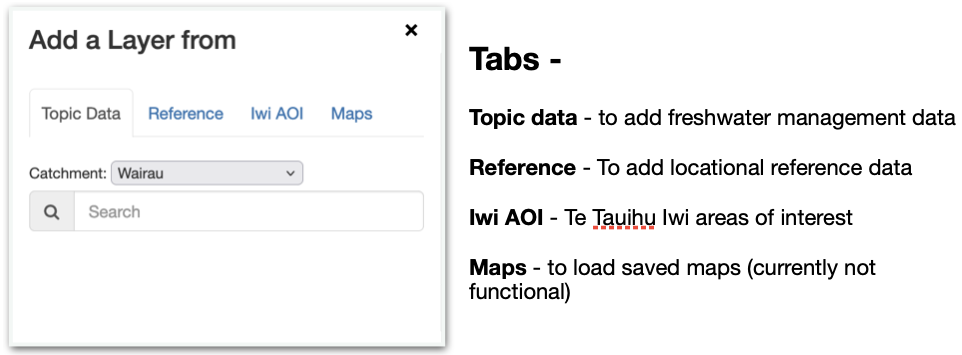 Add a Layer from
×
Topic Data Reference Iwi AOI Maps
Catchment: Wairau
Search
Tabs -
Topic data - to add freshwater management data
Reference - To add locational reference data
Iwi AOI - Te Tauihu Iwi areas of interest
Maps - to load saved maps (currently not
functional)